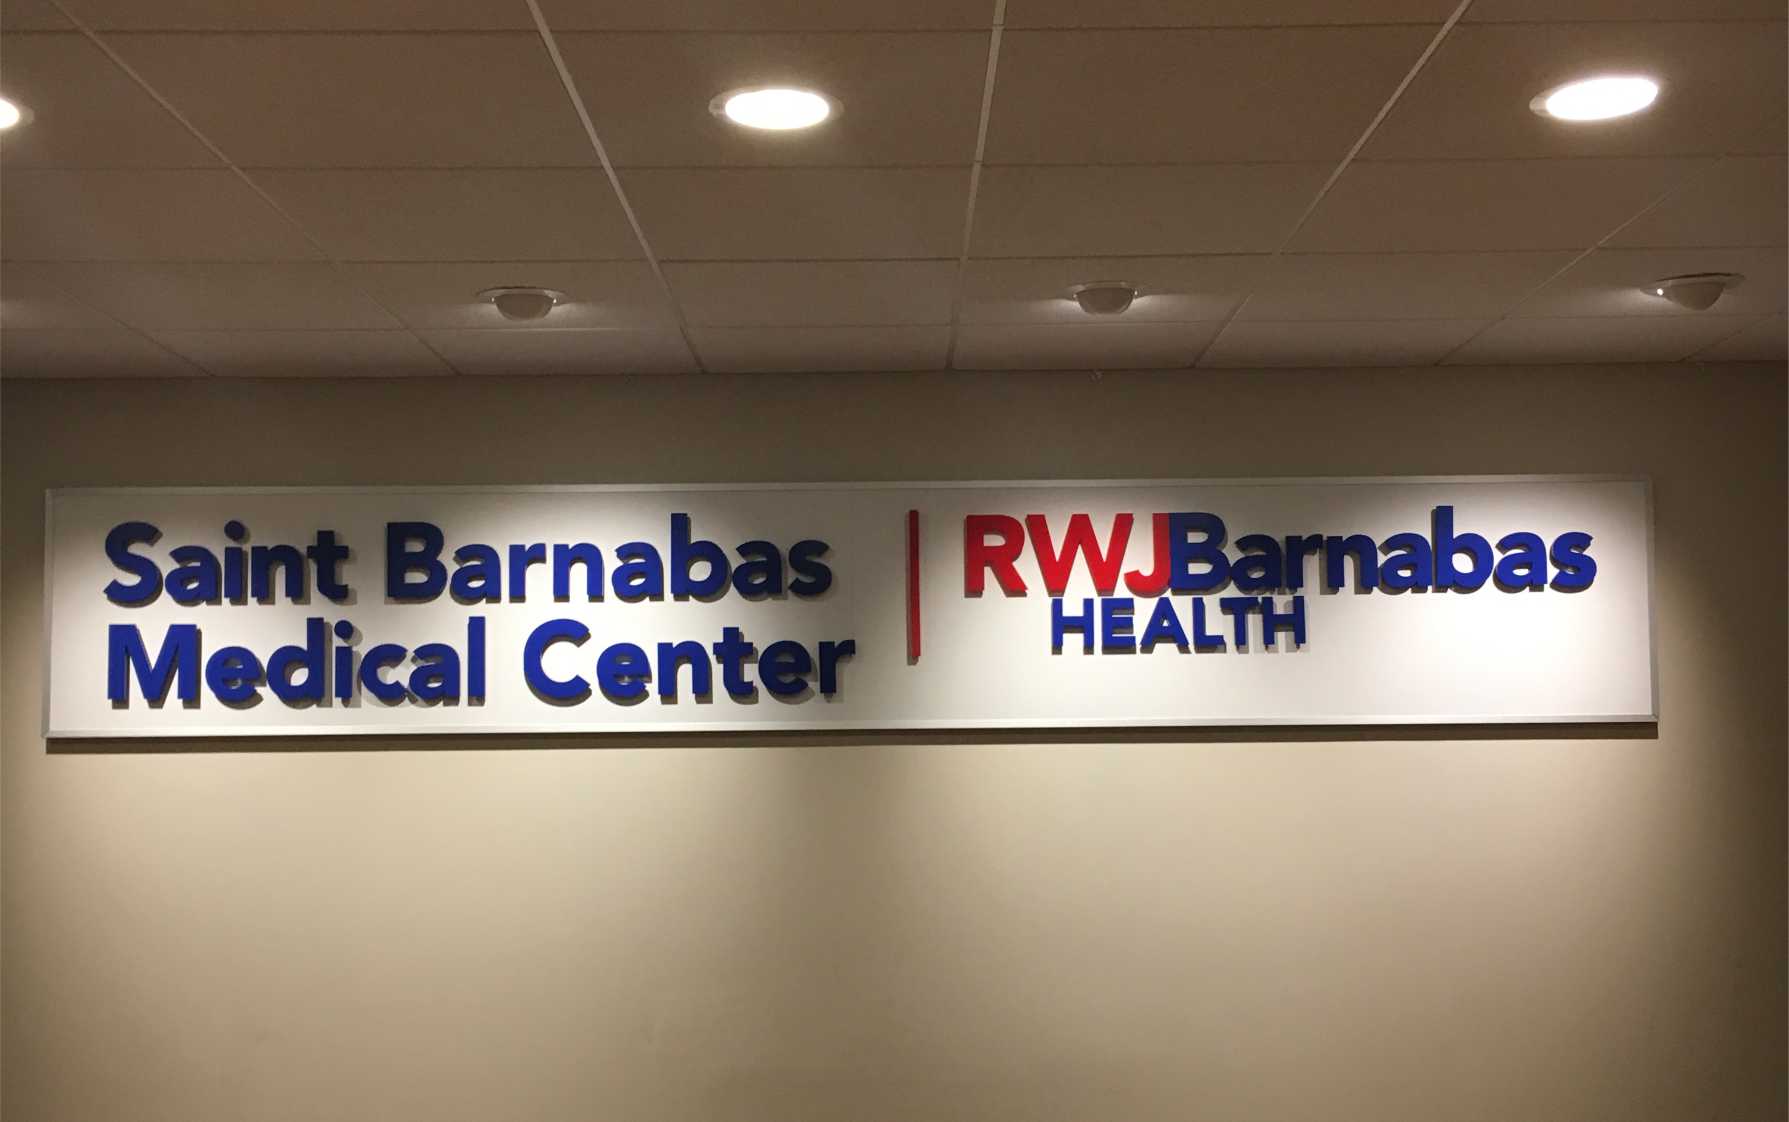 Saint Barnabas
Medical Center
RWJBarnabas
HEALTH